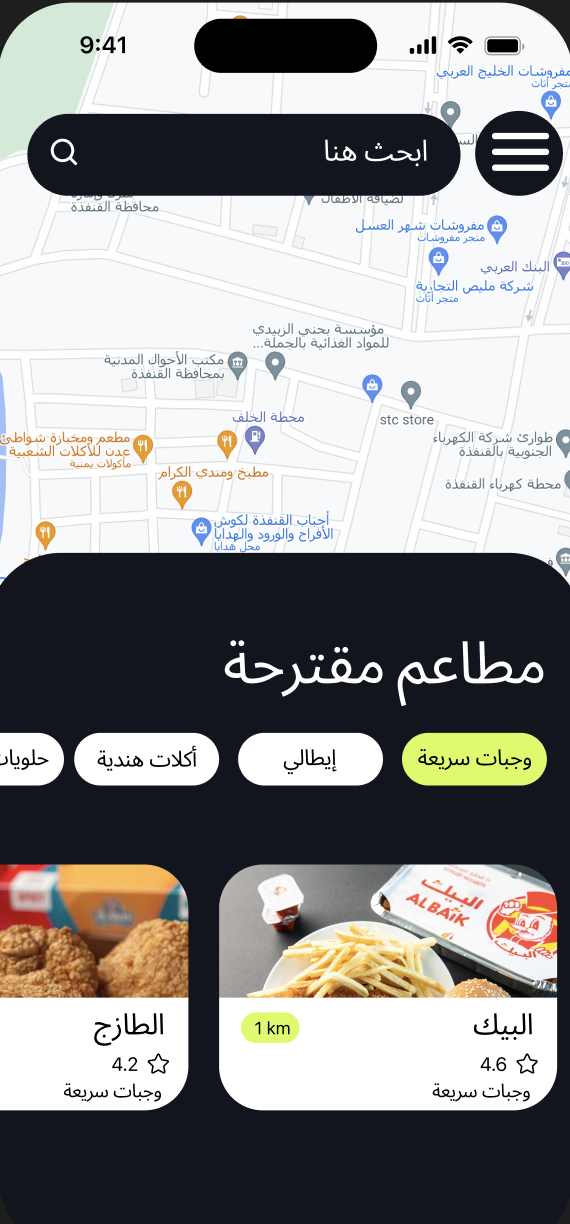 9:41
مفروشات الخليج العربي
متجر أثاث
ابحث هنا
محافظة القنفذة
لضيافة الأطفال
مفروشات شهر العسل
متجر مفروشات
البنك العربي
شركة مليص التجارية
متجر أثاث
مؤسسة يحني الزبيدي
للمواد الغذائية بالجملة...
مكتب الأحوال المدنية
بمحافظة القنفذة
stc store
محطة الخلف
طوارئ شركة الكهرباء
الجنوبية بالقنفذة
مطعم ومخبازة شواطئ
عدن للأكلات الشعبية
مأكولات يمنية
مطبخ ومندي الكرام
محطة كهرباء القنفذة
أحباب القنفذة لكوش
الأفراح والورود والهدايا
محل هدايا
مطاعم مقترحة
وجبات سريعة
إيطالي
أكلات هندية
حلويات
البيك
ALBAIK
البيك
البيك
1 km
4.6
وجبات سريعة
الطازج
4.2
وجبات سريعة